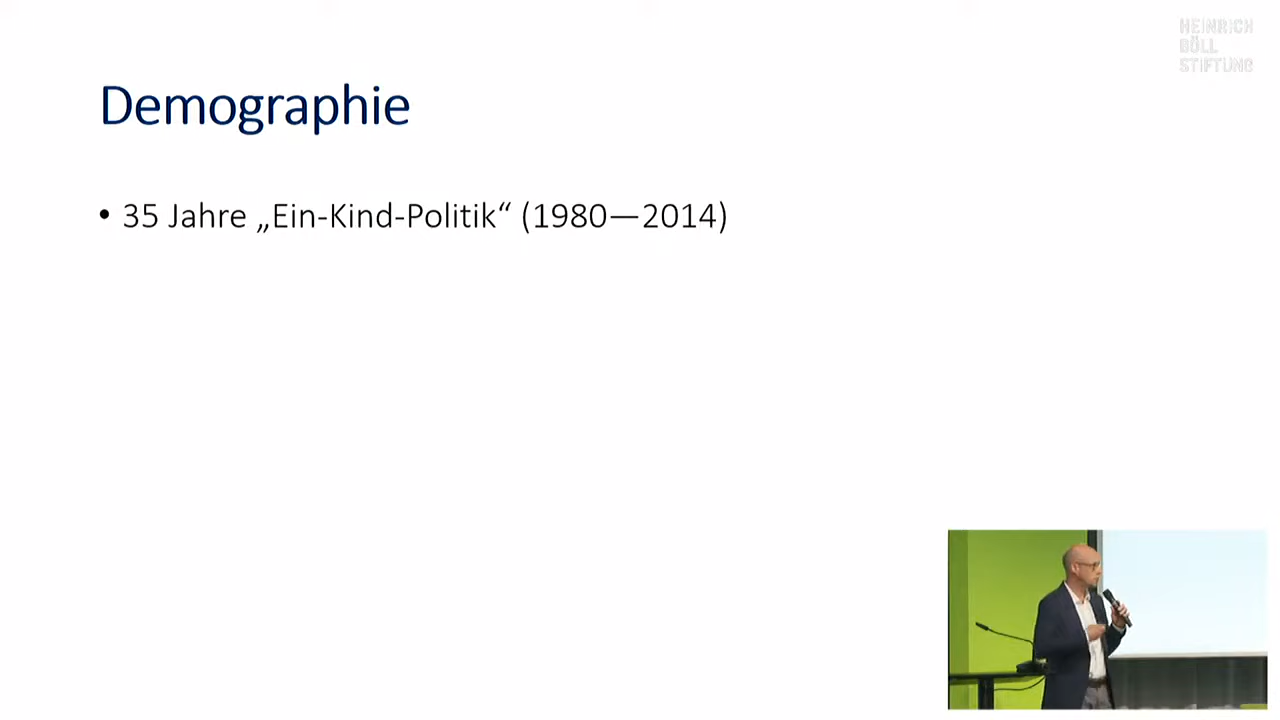 HEINRICH
BÖLL
STIFTUNG
Demographie
• 35 Jahre „Ein-Kind-Politik“ (1980—2014)